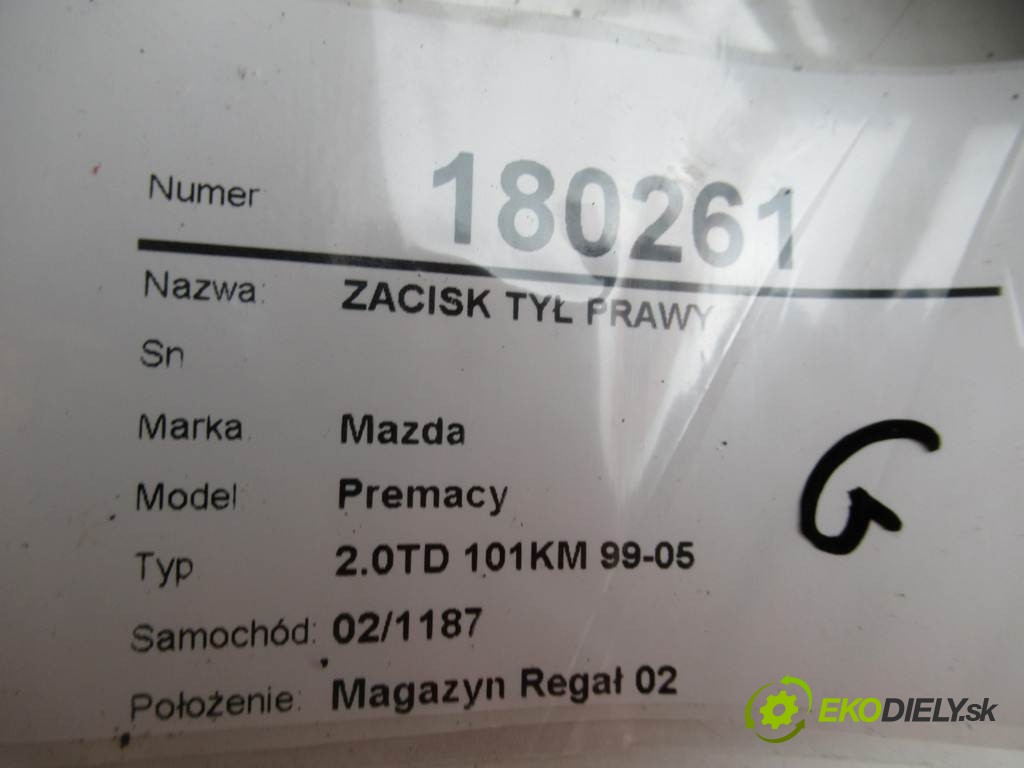 Numer 180261
Nazwa: ZACISK TYŁ PRAWY
Sn
Marka Mazda
Model Premacy
Typ 2.0TD 101KM 99-05
Samochód: 02/1187
Położenie: Magazyn Regał 02
G
EKODIELY.sk